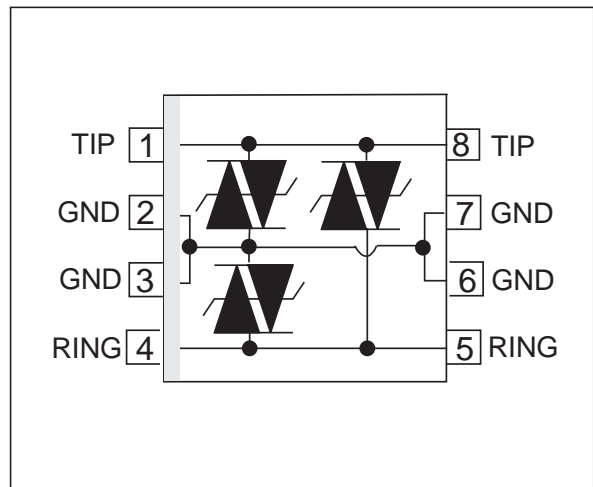 TIP 1 8 TIP
GND 2 7 GND
GND 3 6 GND
RING 4 5 RING